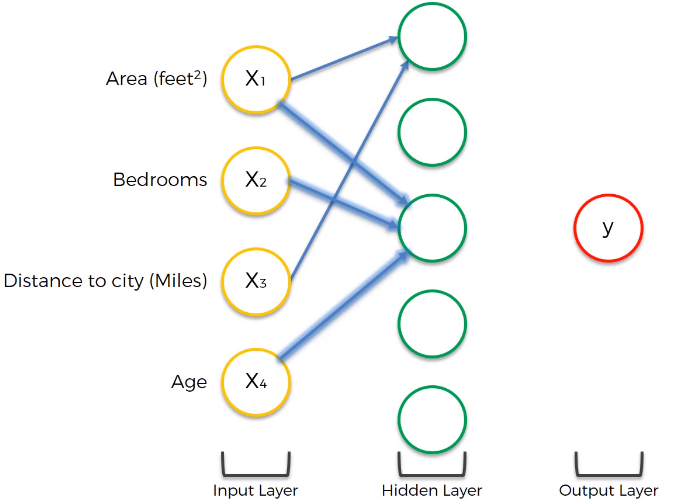 Area (feet²)
X₁
Bedrooms
X₂
y
Distance to city (Miles)
X₃
Age
X₄
Input Layer
Hidden Layer
Output Layer